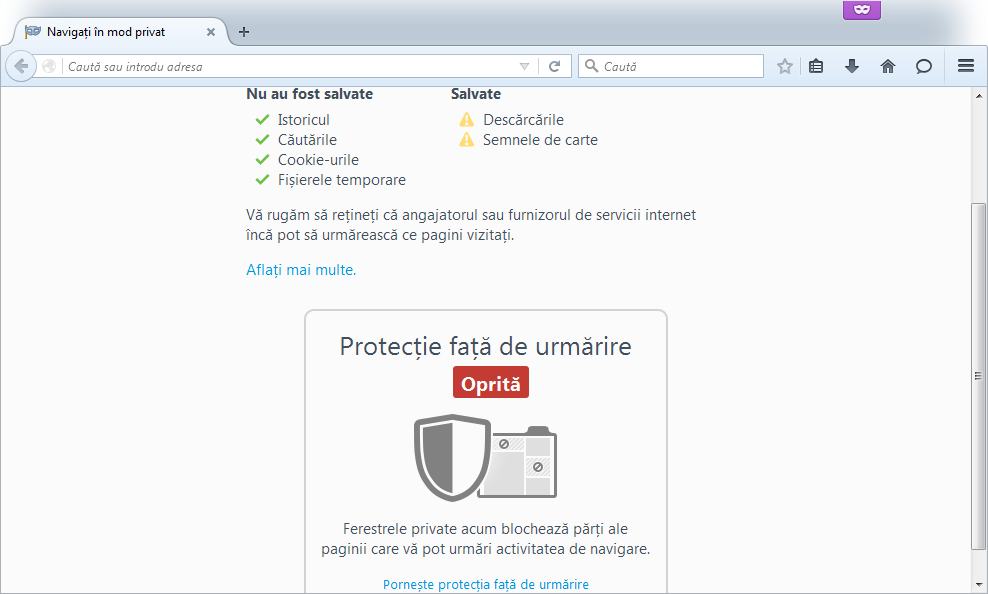 Navigați în mod privat
Caută sau introdu adresa
Caută
Nu au fost salvate
Salvate
Istoricul
Descărcările
Căutările
Semnele de carte
Cookie-urile
Fișierele temporare
Vă rugăm să rețineți că angajatorul sau furnizorul de servicii internet
încă pot să urmărească ce pagini vizitați.
Aflați mai multe.
Protecție față de urmărire
Oprită
Ferestrele private acum blochează părți ale
paginii care vă pot urmări activitatea de navigare.
Pornește protecția față de urmărire